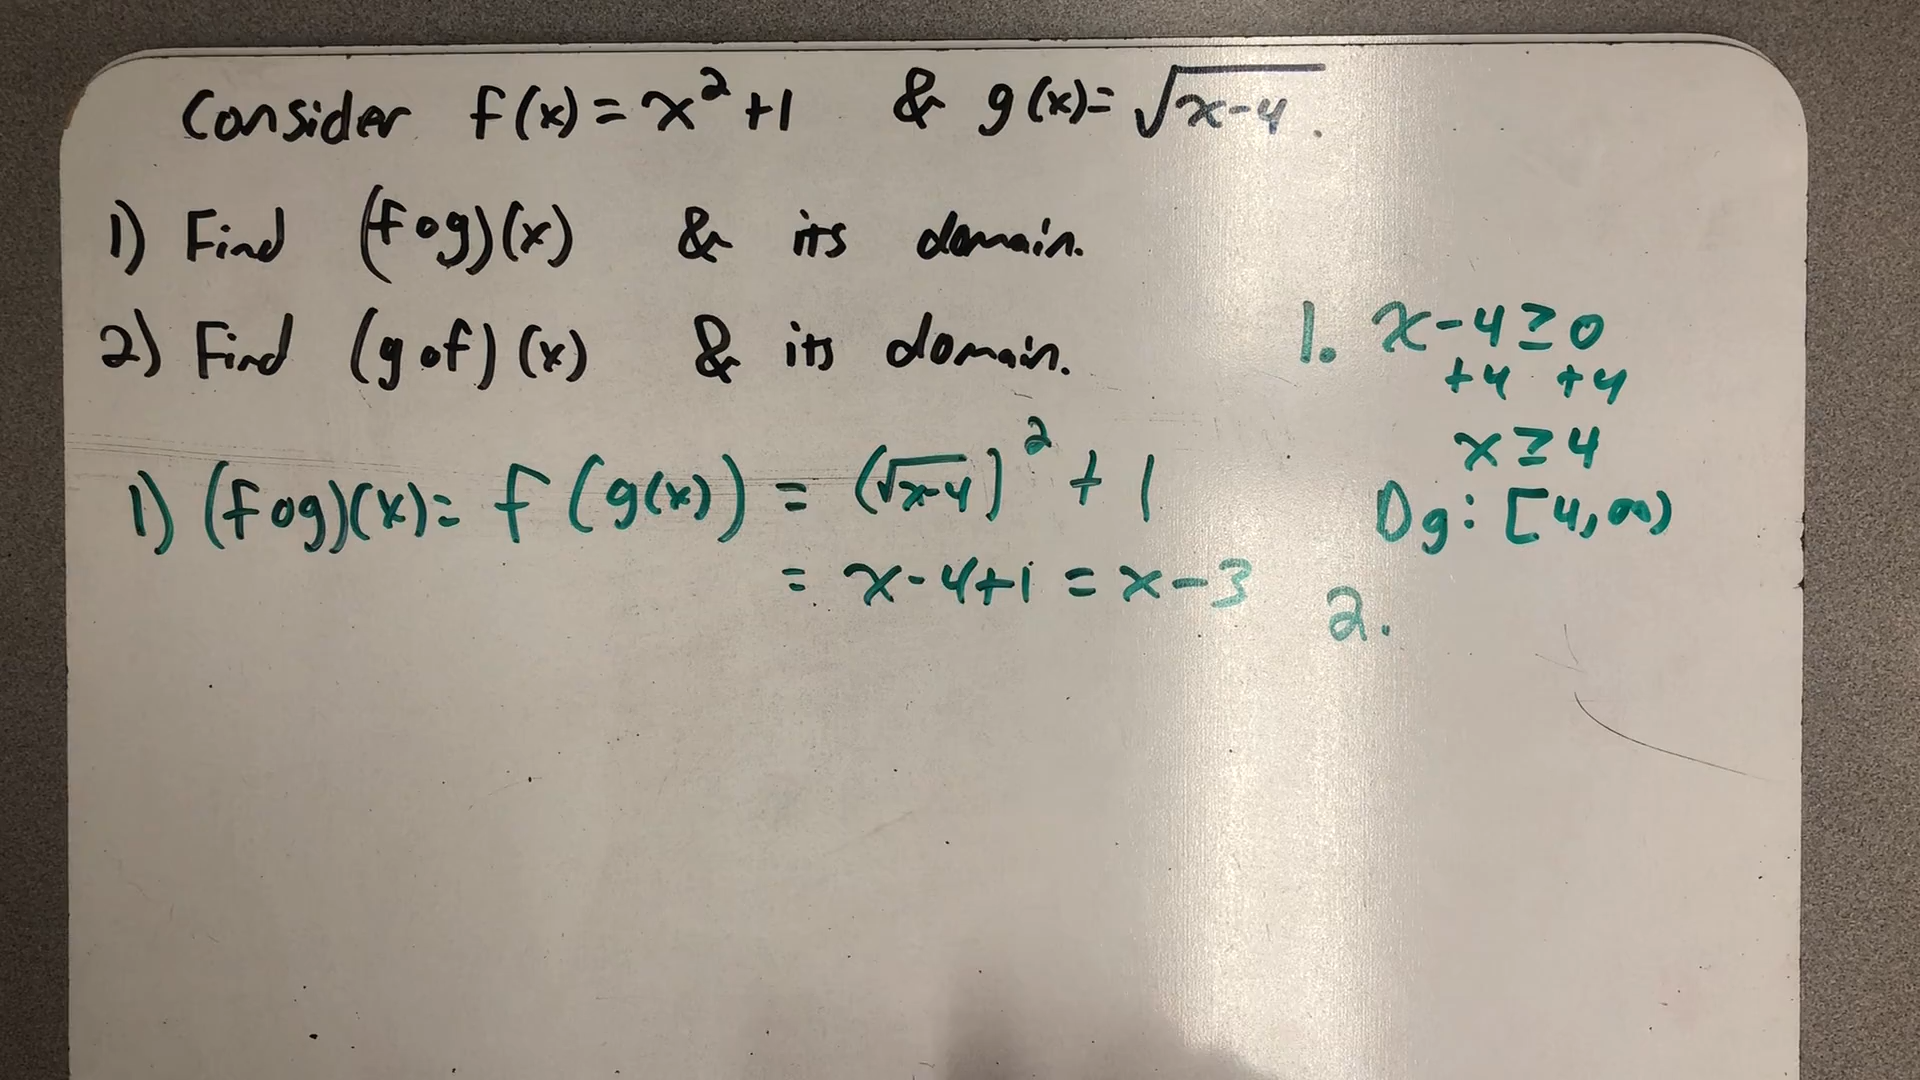 Consider f(x) = x² + 1 & g(x) = √(x-4).
1) Find (f∘g)(x) & its domain.
2) Find (g∘f)(x) & its domain.
1) (f∘g)(x) = f(g(x)) = (√(x-4))² + 1
= x - 4 + 1 = x - 3
1. x - 4 ≥ 0
+4 +4
x ≥ 4
Dg: [4, ∞)
2.